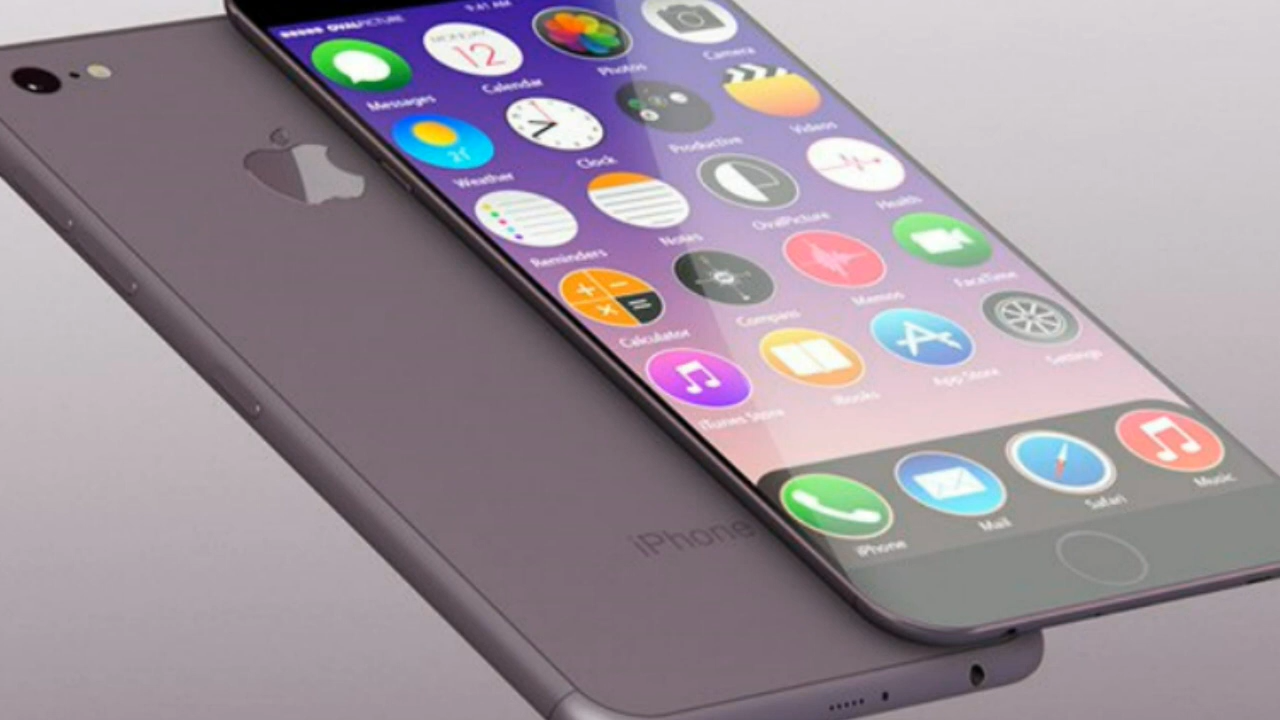 OVALPICTURE 9:41 AM
MONDAY
12
Messages Calendar Photos Camera
21°
Weather Clock Productive Videos
Reminders Notes OvalPicture Health
Calculator Compass Memos FaceTime
iTunes Store iBooks App Store Settings
iPhone Mail Safari Music
iPhone